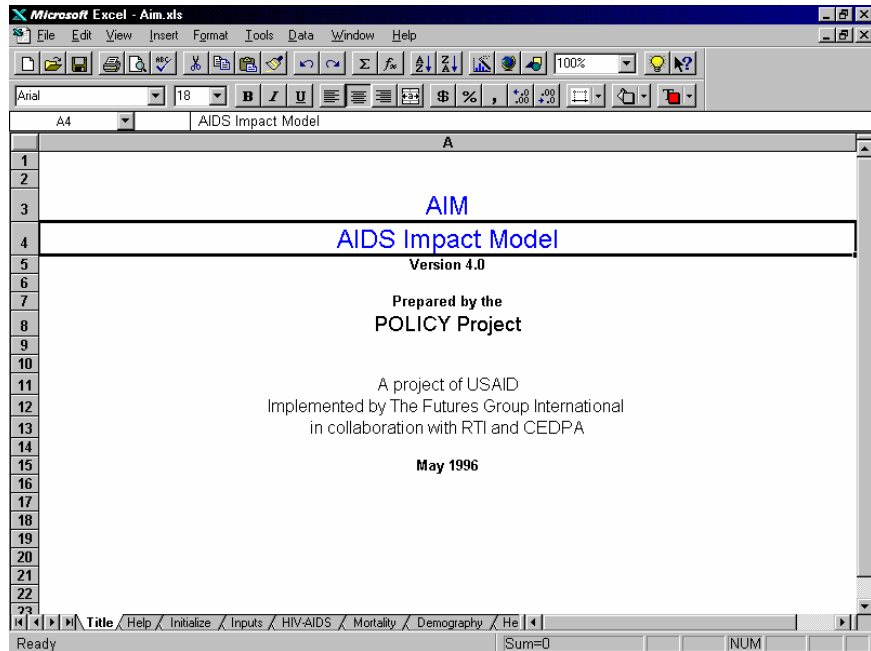 Microsoft Excel - Aim.xls
File Edit View Insert Format Tools Data Window Help
100%
Arial 18 B I U $ % ,
A4 AIDS Impact Model
A
1
2
3 AIM
4 AIDS Impact Model
5 Version 4.0
6
7 Prepared by the
8 POLICY Project
9
10
11 A project of USAID
12 Implemented by The Futures Group International
13 in collaboration with RTI and CEDPA
14
15 May 1996
16
17
18
19
20
21
22
23
Title Help Initialize Inputs HIV-AIDS Mortality Demography He
Ready Sum=0 NUM